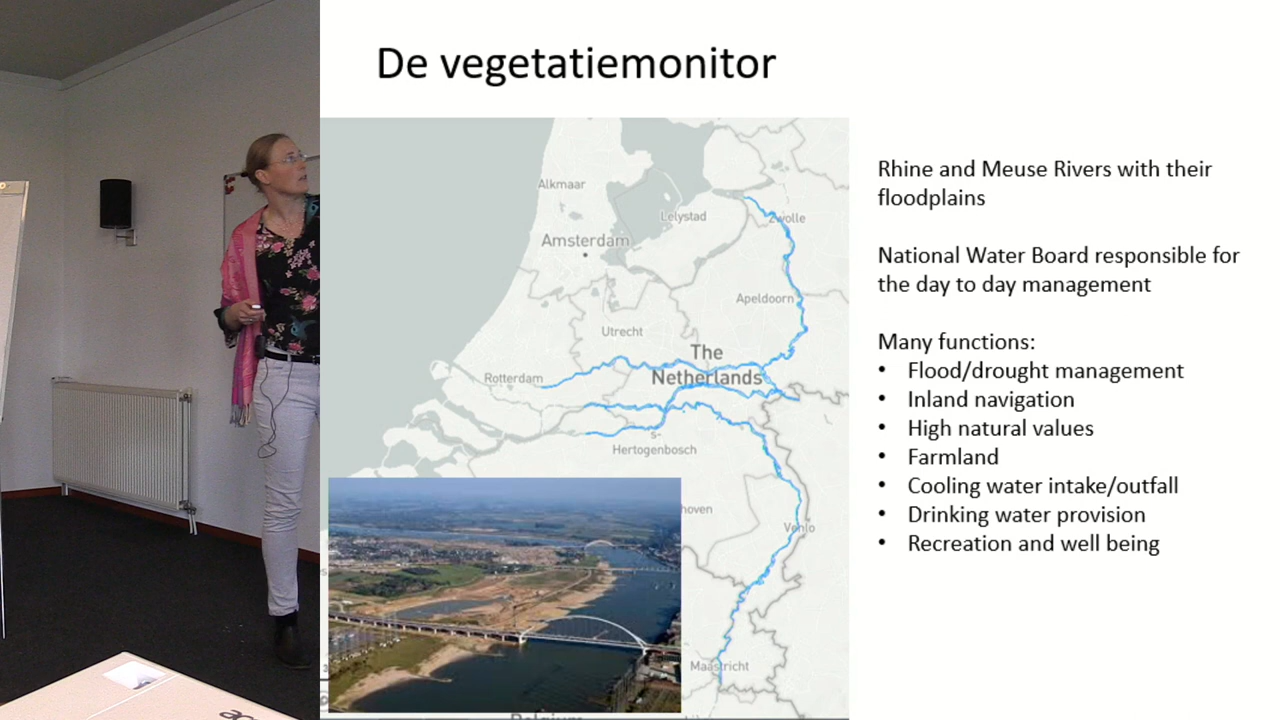 De vegetatiemonitor
Alkmaar
Lelystad
Zwolle
Amsterdam
Apeldoorn
Utrecht
The
Netherlands
Rotterdam
s-
Hertogenbosch
hoven
Venlo
Maastricht
Belgium
Rhine and Meuse Rivers with their
floodplains
National Water Board responsible for
the day to day management
Many functions:
• Flood/drought management
• Inland navigation
• High natural values
• Farmland
• Cooling water intake/outfall
• Drinking water provision
• Recreation and well being